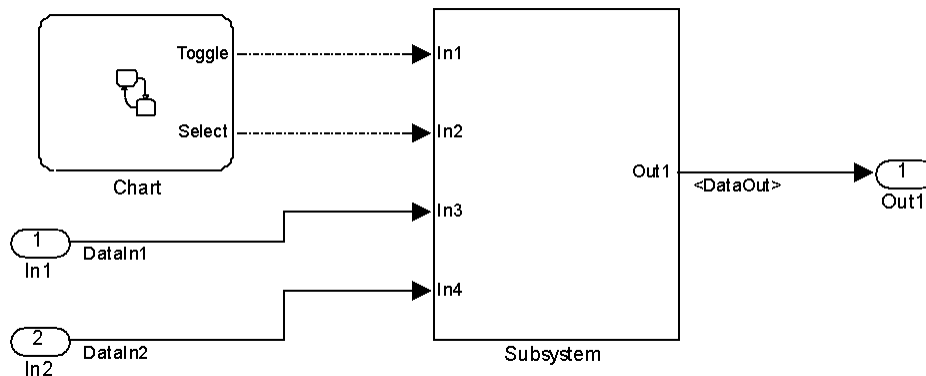 Toggle
In1
Select
In2
Chart
Out1
<DataOut>
1
Out1
In3
1
DataIn1
In1
In4
2
DataIn2
In2
Subsystem